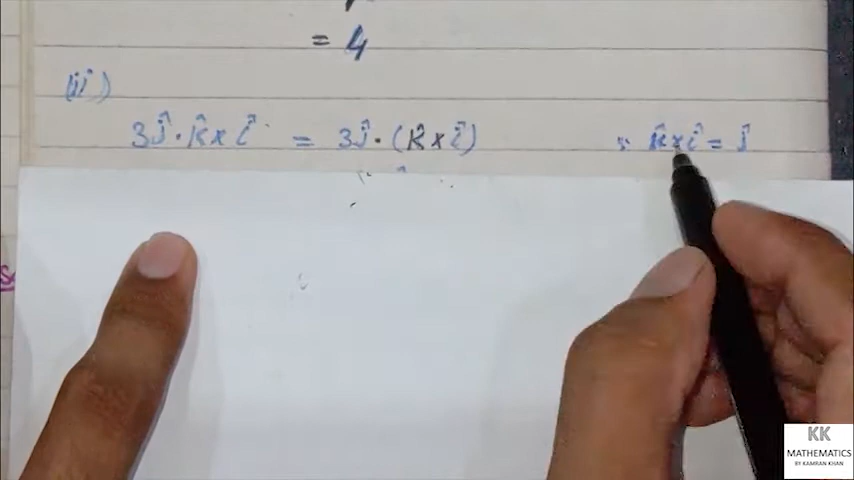 = 4
(ii)
3ĵ · k̂ × î = 3ĵ · (k̂ × î) ∵ k̂ × î = ĵ
KK
MATHEMATICS
BY KAMRAN KHAN